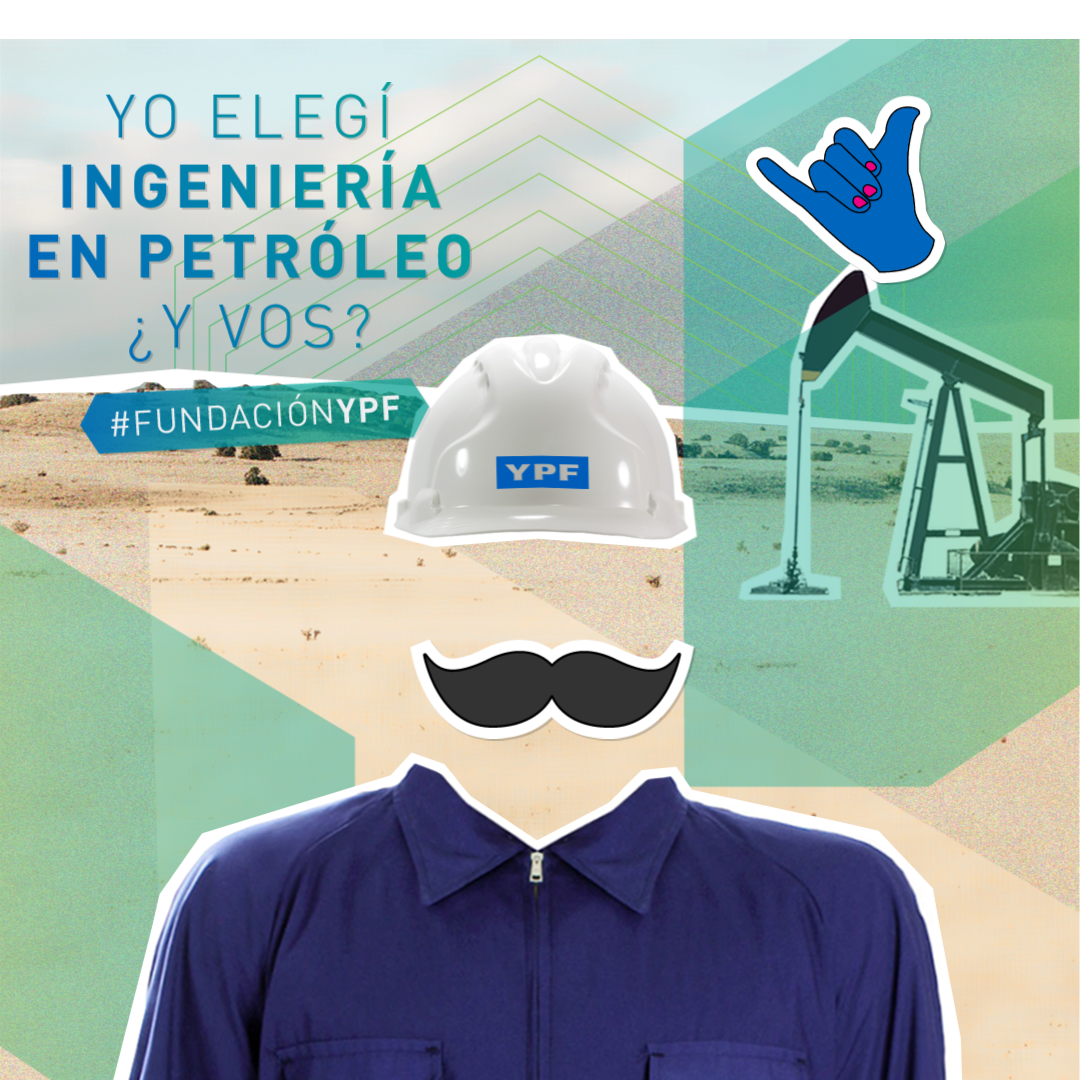 YO ELEGÍ
INGENIERÍA
EN PETRÓLEO
¿Y VOS?
#FUNDACIÓNYPF
YPF